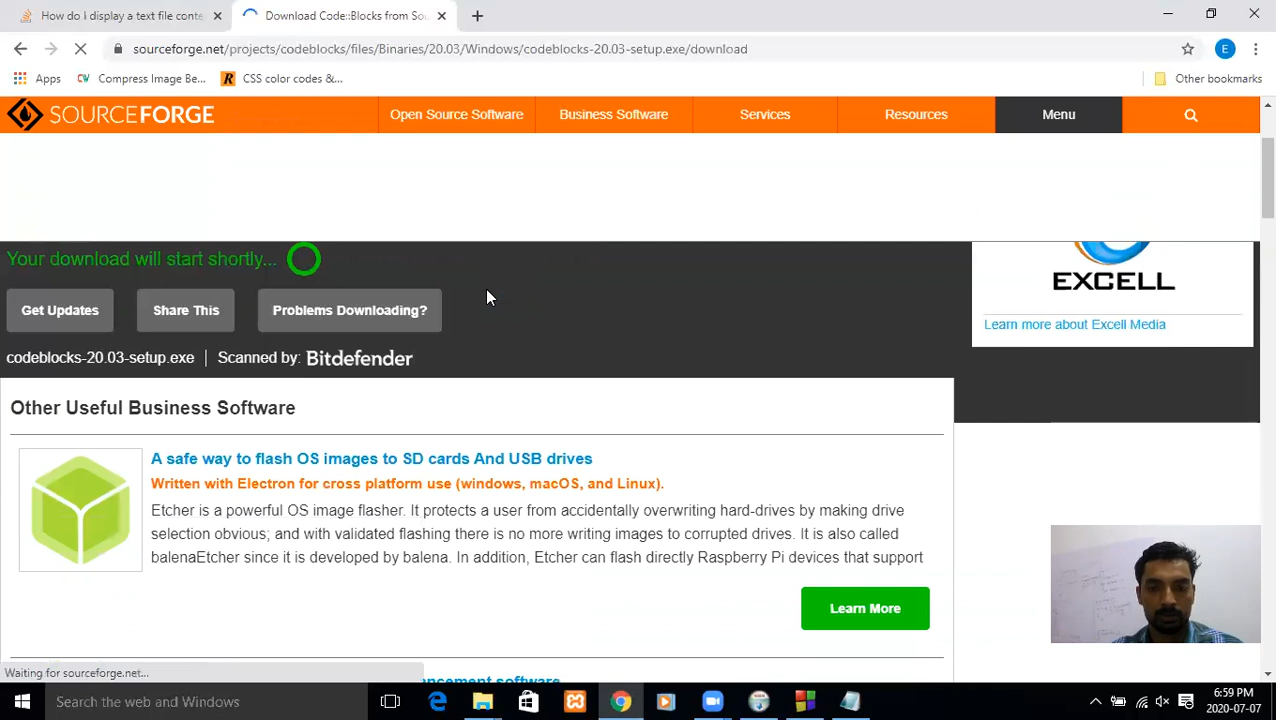 How do I display a text file conte
Download Code::Blocks from Sou
sourceforge.net/projects/codeblocks/files/Binaries/20.03/Windows/codeblocks-20.03-setup.exe/download
E
Apps
Compress Image Be...
CSS color codes &...
Other bookmarks
SOURCEFORGE
Open Source Software
Business Software
Services
Resources
Menu
Your download will start shortly...
EXCELL
Get Updates
Share This
Problems Downloading?
Learn more about Excell Media
codeblocks-20.03-setup.exe
Scanned by: Bitdefender
Other Useful Business Software
A safe way to flash OS images to SD cards And USB drives
Written with Electron for cross platform use (windows, macOS, and Linux).
Etcher is a powerful OS image flasher. It protects a user from accidentally overwriting hard-drives by making drive
selection obvious; and with validated flashing there is no more writing images to corrupted drives. It is also called
balenaEtcher since it is developed by balena. In addition, Etcher can flash directly Raspberry Pi devices that support
Learn More
Waiting for sourceforge.net...
software
Search the web and Windows
6:59 PM
2020-07-07